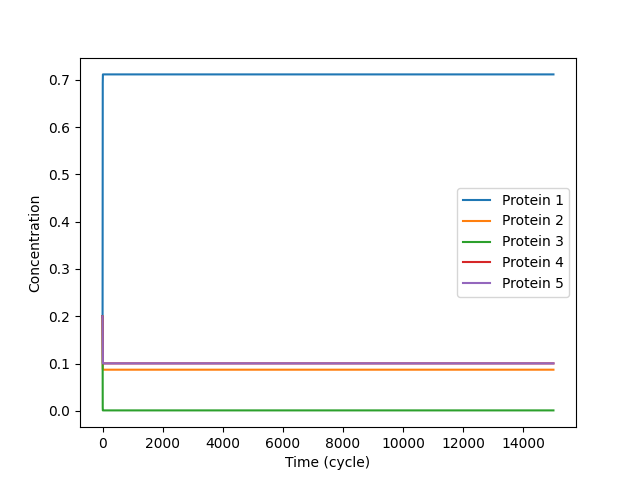 0.7
0.6
0.5
0.4
0.3
0.2
0.1
0.0
Concentration
Protein 1
Protein 2
Protein 3
Protein 4
Protein 5
0 2000 4000 6000 8000 10000 12000 14000
Time (cycle)